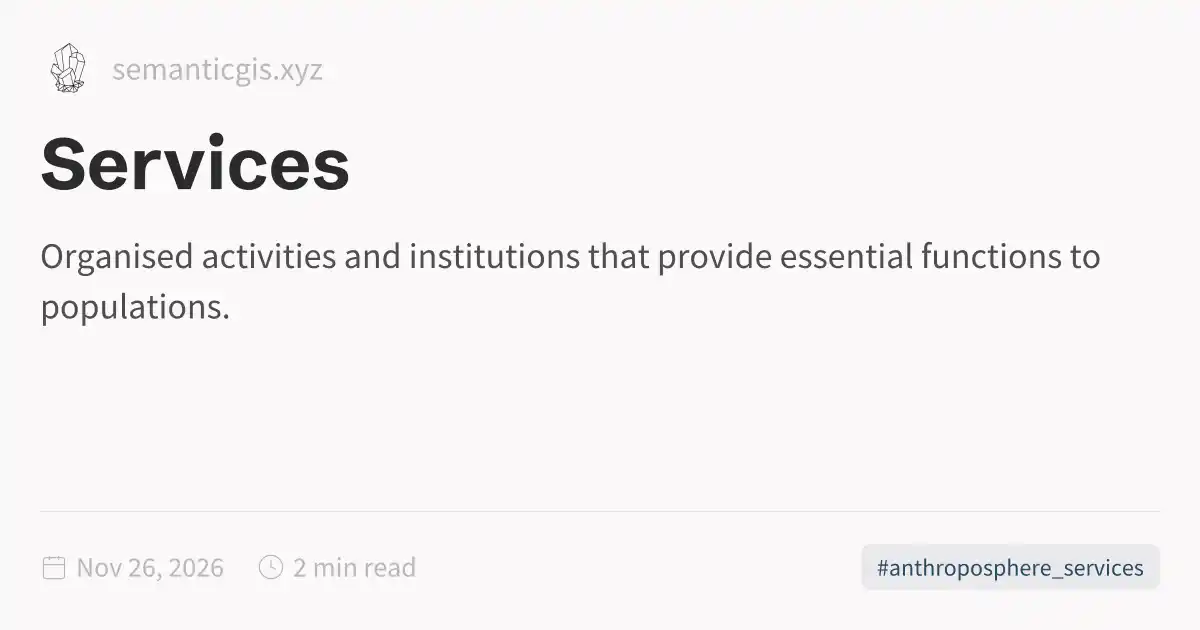 semanticgis.xyz
Services
Organised activities and institutions that provide essential functions to
populations.
Nov 26, 2026
2 min read
#anthroposphere_services